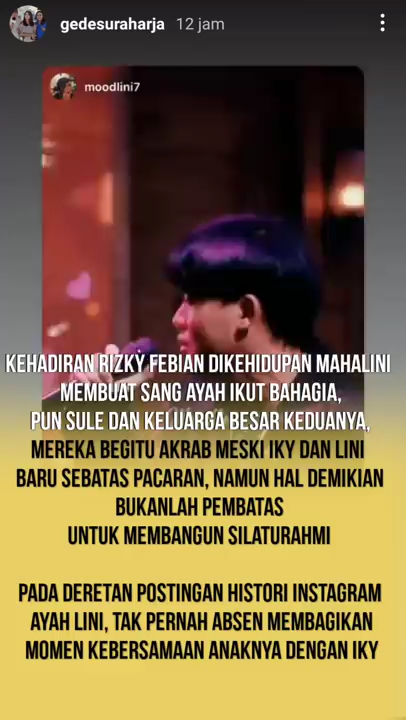 gedesuraharja 12 jam
moodlini7
KEHADIRAN RIZKY FEBIAN DIKEHIDUPAN MAHALINI
MEMBUAT SANG AYAH IKUT BAHAGIA,
PUN SULE DAN KELUARGA BESAR KEDUANYA,
MEREKA BEGITU AKRAB MESKI IKY DAN LINI
BARU SEBATAS PACARAN, NAMUN HAL DEMIKIAN
BUKANLAH PEMBATAS
UNTUK MEMBANGUN SILATURAHMI
PADA DERETAN POSTINGAN HISTORI INSTAGRAM
AYAH LINI, TAK PERNAH ABSEN MEMBAGIKAN
MOMEN KEBERSAMAAN ANAKNYA DENGAN IKY